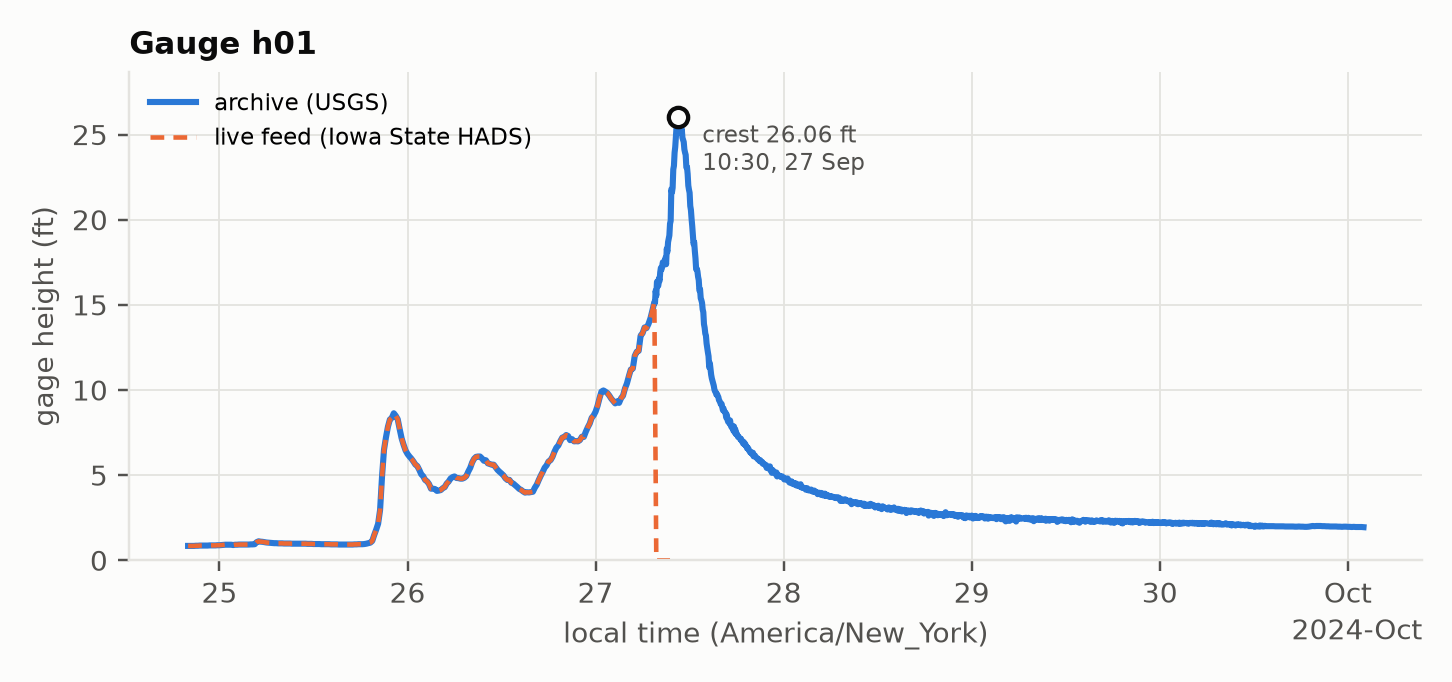 Gauge h01
archive (USGS)
live feed (Iowa State HADS)
crest 26.06 ft
10:30, 27 Sep
gage height (ft)
25
20
15
10
5
0
25 26 27 28 29 30 Oct
local time (America/New_York)
2024-Oct